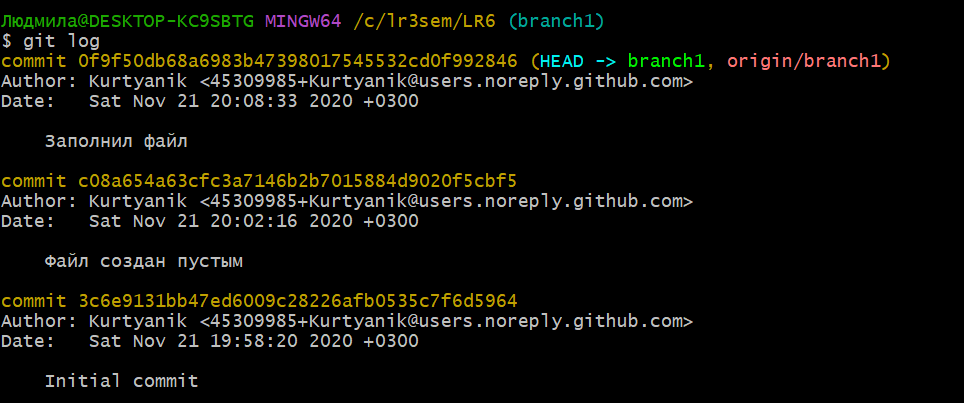 Людмила@DESKTOP-KC9SBTG MINGW64 /c/lr3sem/LR6 (branch1)
$ git log
commit 0f9f50db68a6983b47398017545532cd0f992846 (HEAD -> branch1, origin/branch1)
Author: Kurtyanik <45309985+Kurtyanik@users.noreply.github.com>
Date:   Sat Nov 21 20:08:33 2020 +0300
    Заполнил файл
commit c08a654a63cfc3a7146b2b7015884d9020f5cbf5
Author: Kurtyanik <45309985+Kurtyanik@users.noreply.github.com>
Date:   Sat Nov 21 20:02:16 2020 +0300
    Файл создан пустым
commit 3c6e9131bb47ed6009c28226afb0535c7f6d5964
Author: Kurtyanik <45309985+Kurtyanik@users.noreply.github.com>
Date:   Sat Nov 21 19:58:20 2020 +0300
    Initial commit